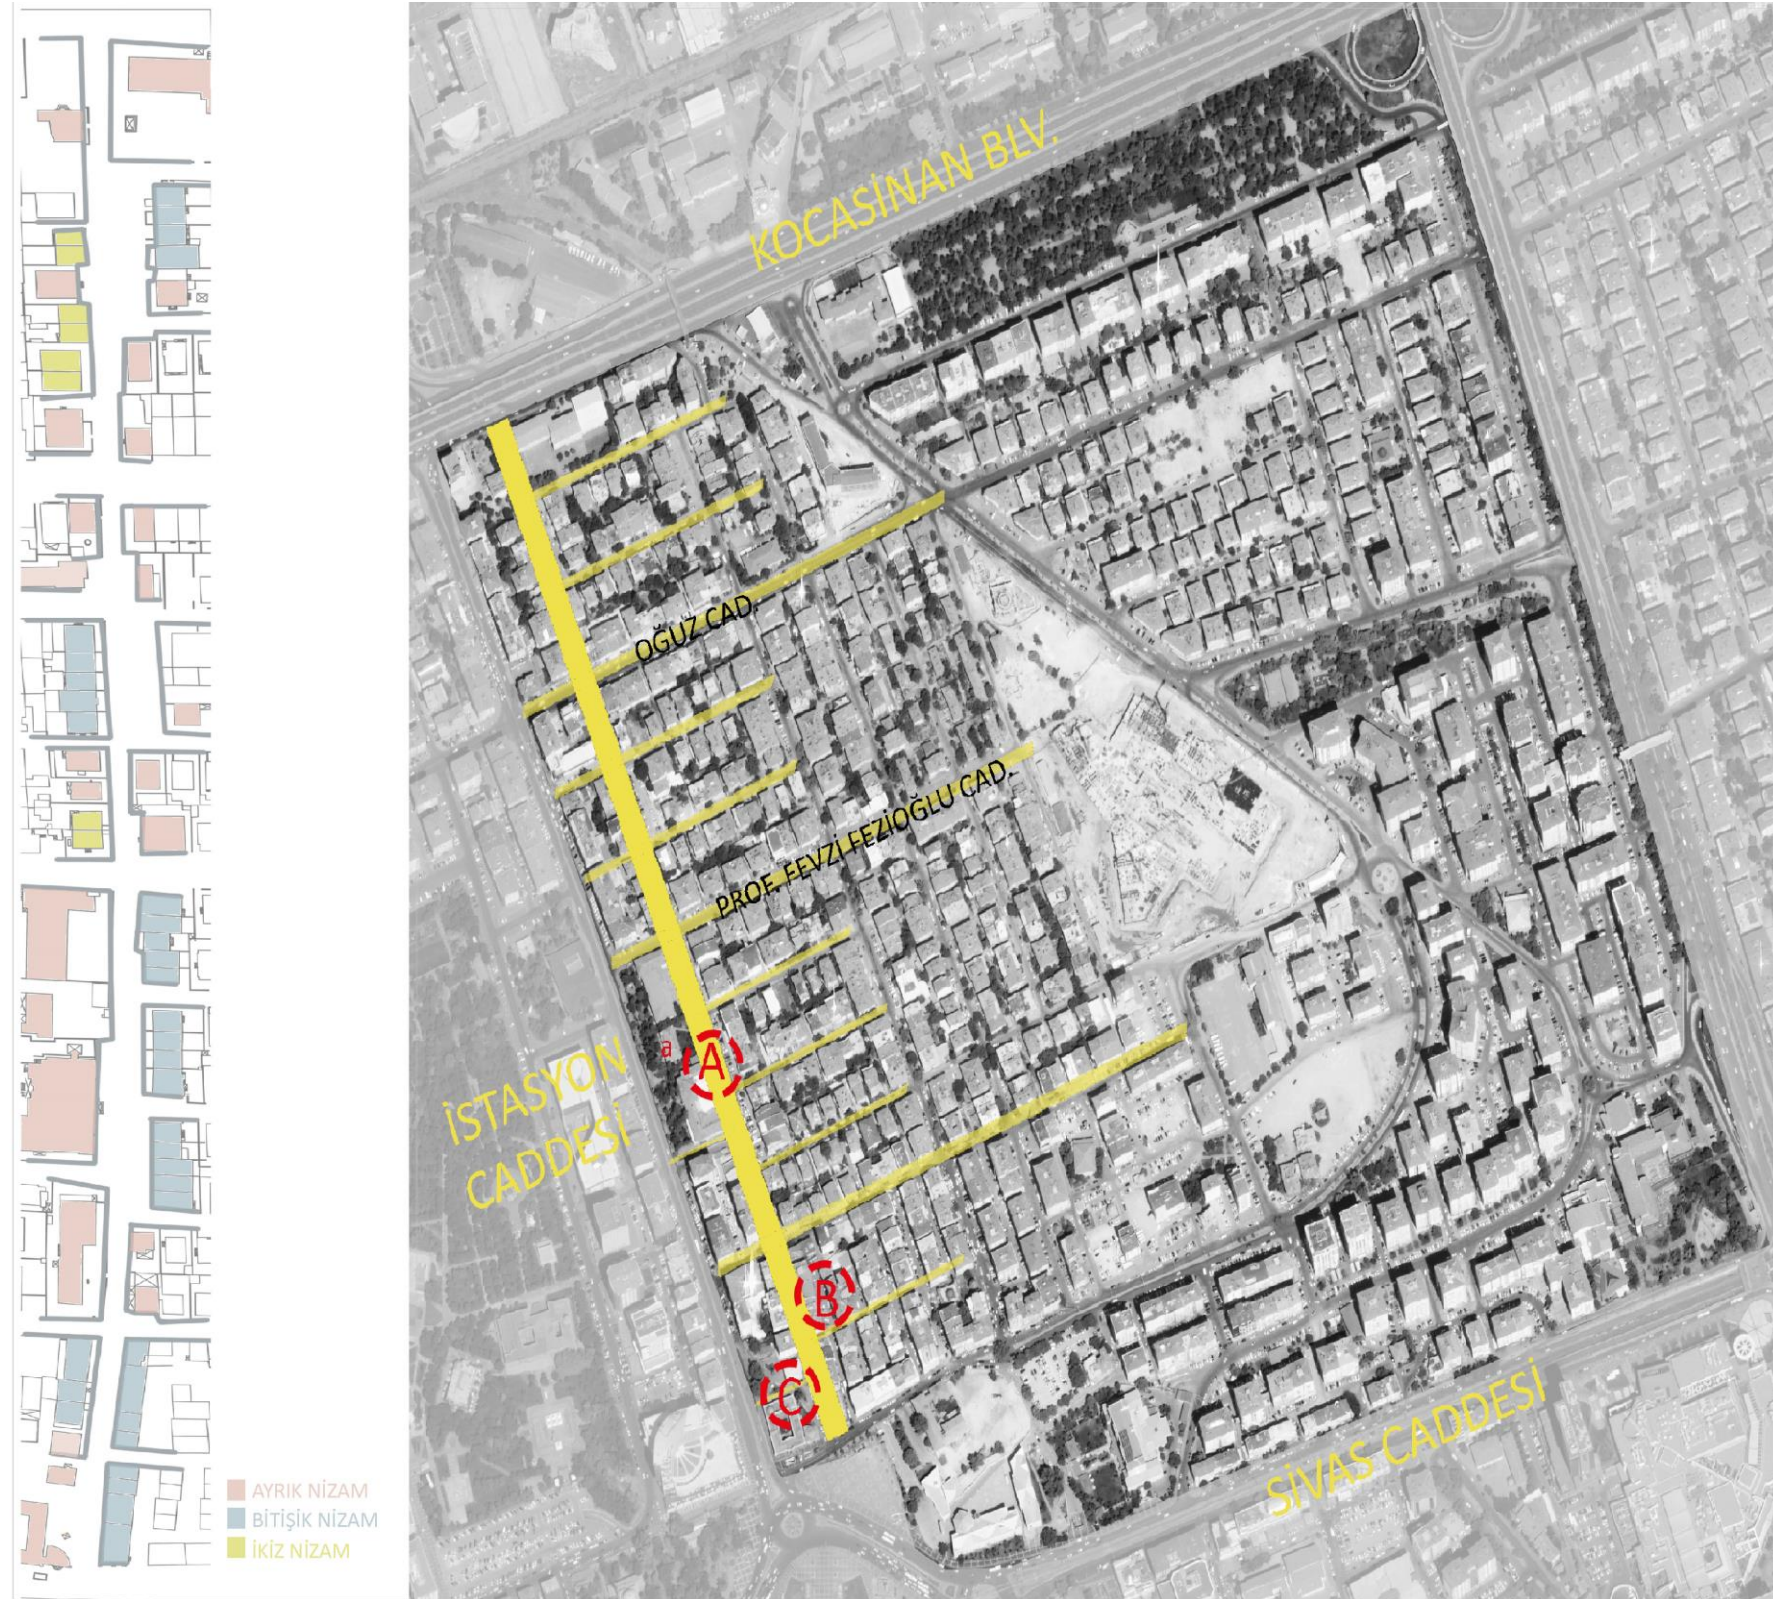 KOCASİNAN BLV.
OĞUZ CAD.
PROF. FEVZİ FEZİOĞLU CAD.
İSTASYON
CADDESİ
a
A
B
C
SİVAS CADDESİ
AYRIK NİZAM
BİTİŞİK NİZAM
İKİZ NİZAM